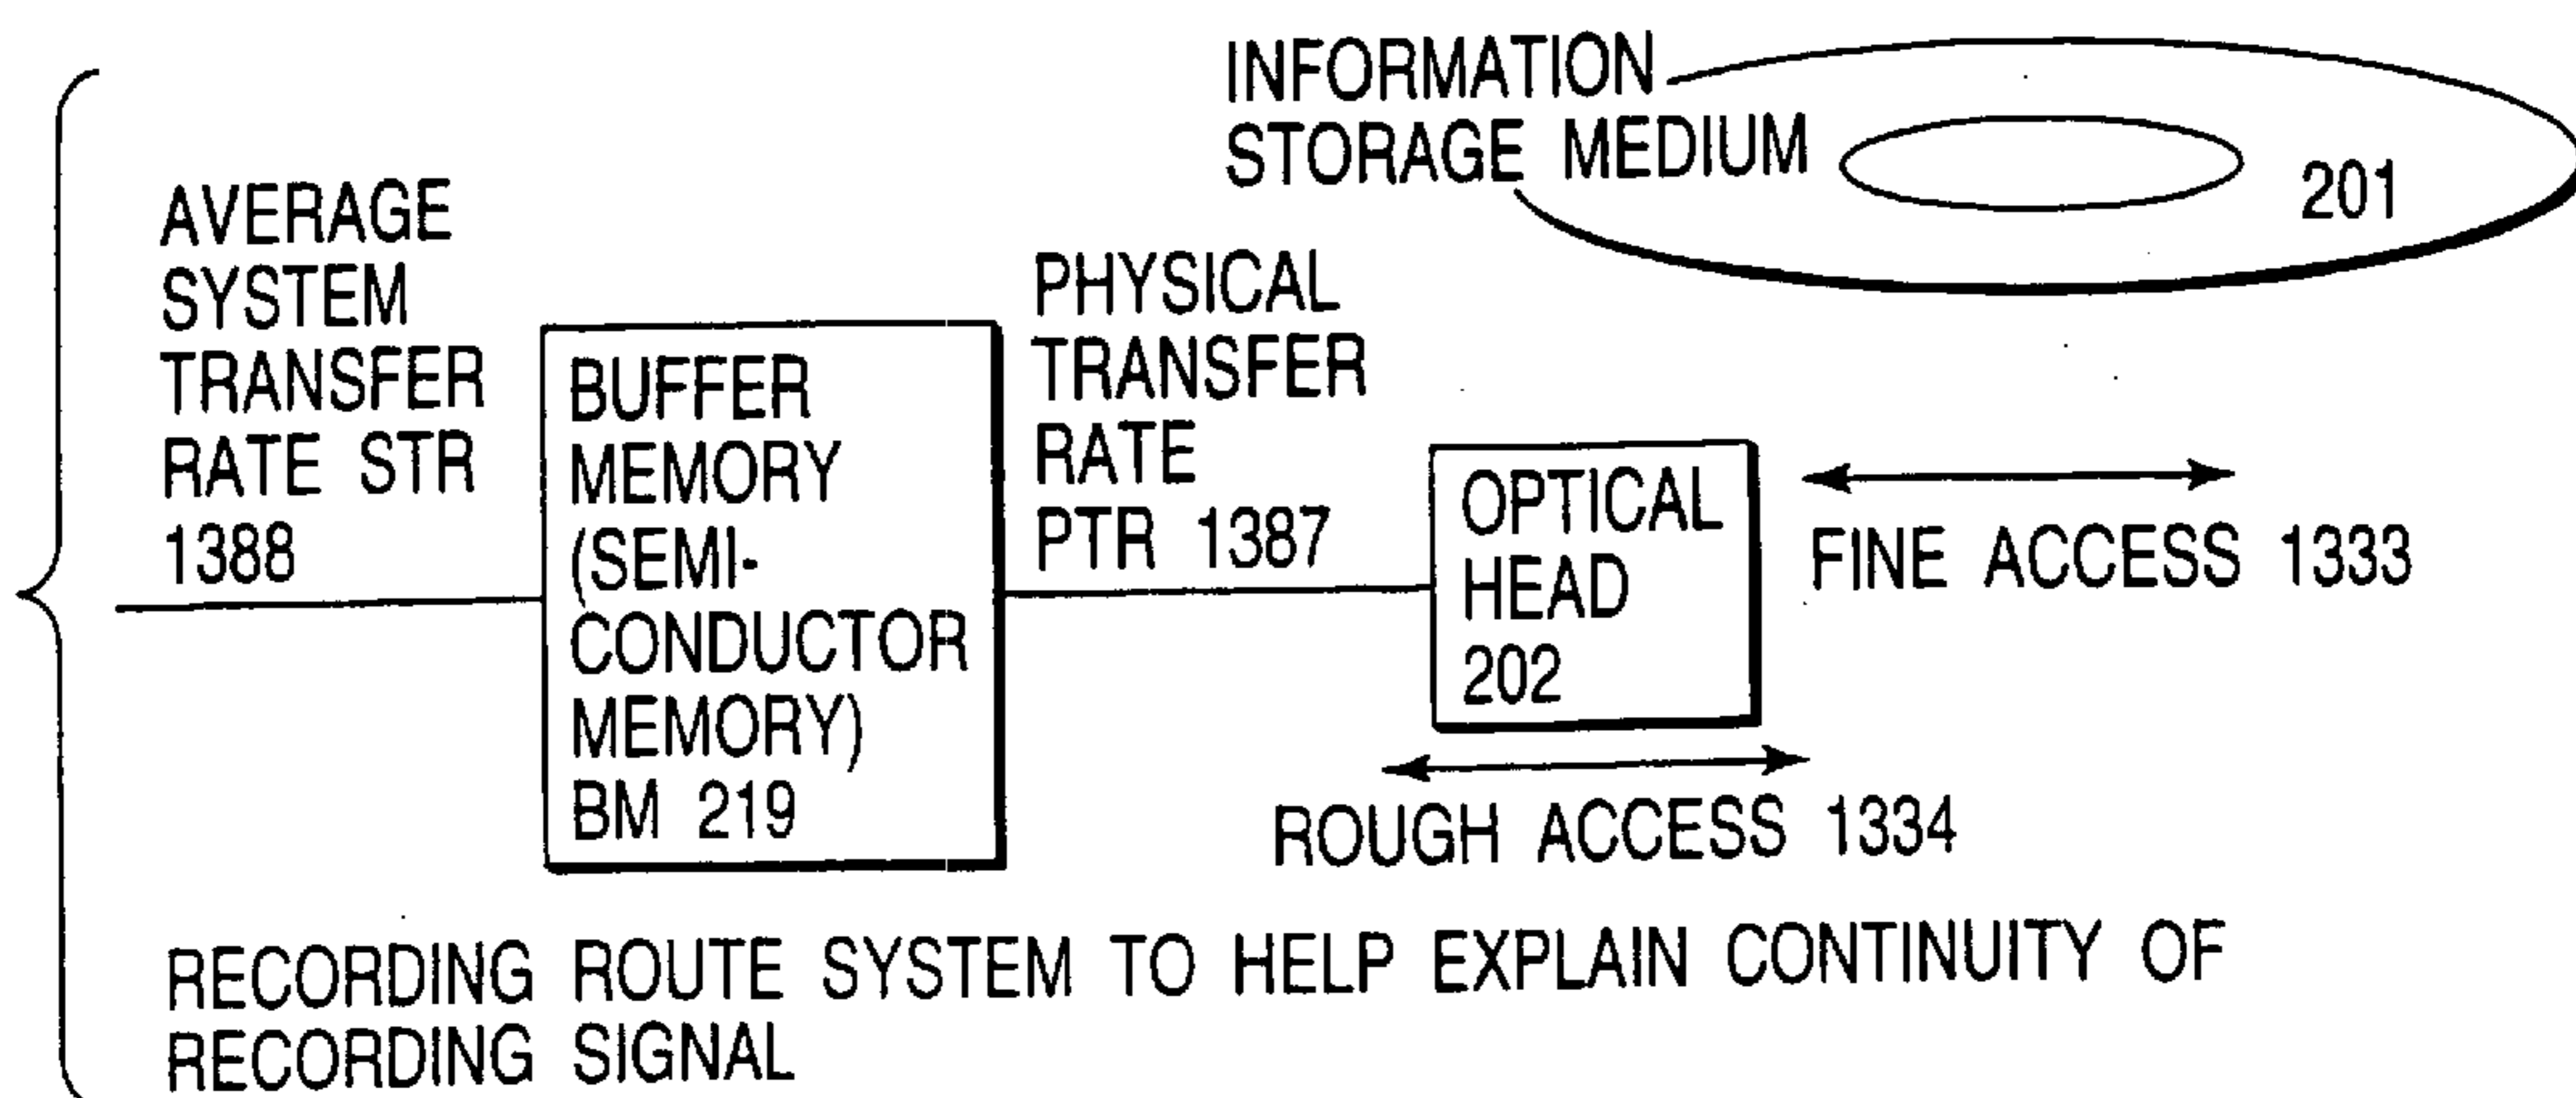 INFORMATION
STORAGE MEDIUM
201
AVERAGE
SYSTEM
TRANSFER
RATE STR
1388
BUFFER
MEMORY
(SEMI-
CONDUCTOR
MEMORY)
BM 219
PHYSICAL
TRANSFER
RATE
PTR 1387
OPTICAL
HEAD
202
FINE ACCESS 1333
ROUGH ACCESS 1334
RECORDING ROUTE SYSTEM TO HELP EXPLAIN CONTINUITY OF
RECORDING SIGNAL